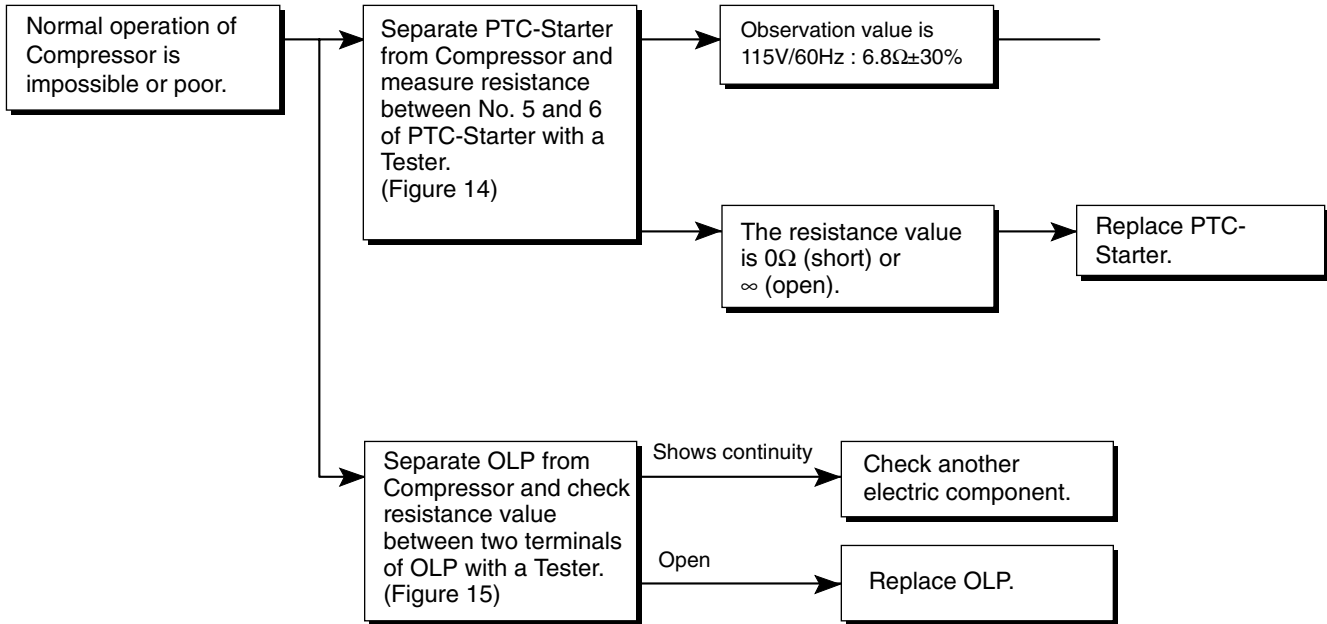 Normal operation of
Compressor is
impossible or poor.
Separate PTC-Starter
from Compressor and
measure resistance
between No. 5 and 6
of PTC-Starter with a
Tester.
(Figure 14)
Observation value is
115V/60Hz : 6.8Ω±30%
The resistance value
is 0Ω (short) or
∞ (open).
Replace PTC-
Starter.
Separate OLP from
Compressor and check
resistance value
between two terminals
of OLP with a Tester.
(Figure 15)
Shows continuity
Check another
electric component.
Open
Replace OLP.